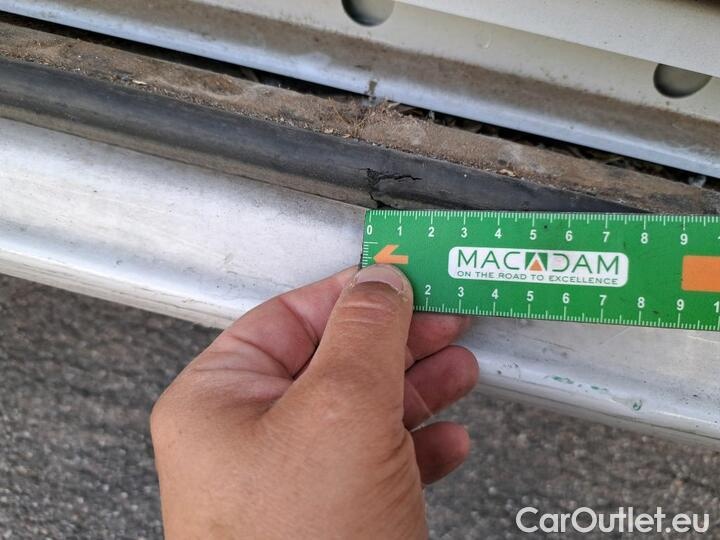 0 1 2 3 4 5 6 7 8 9
MACADAM
ON THE ROAD TO EXCELLENCE
2 3 4 5 6 7 8 9 1
CarOutlet.eu